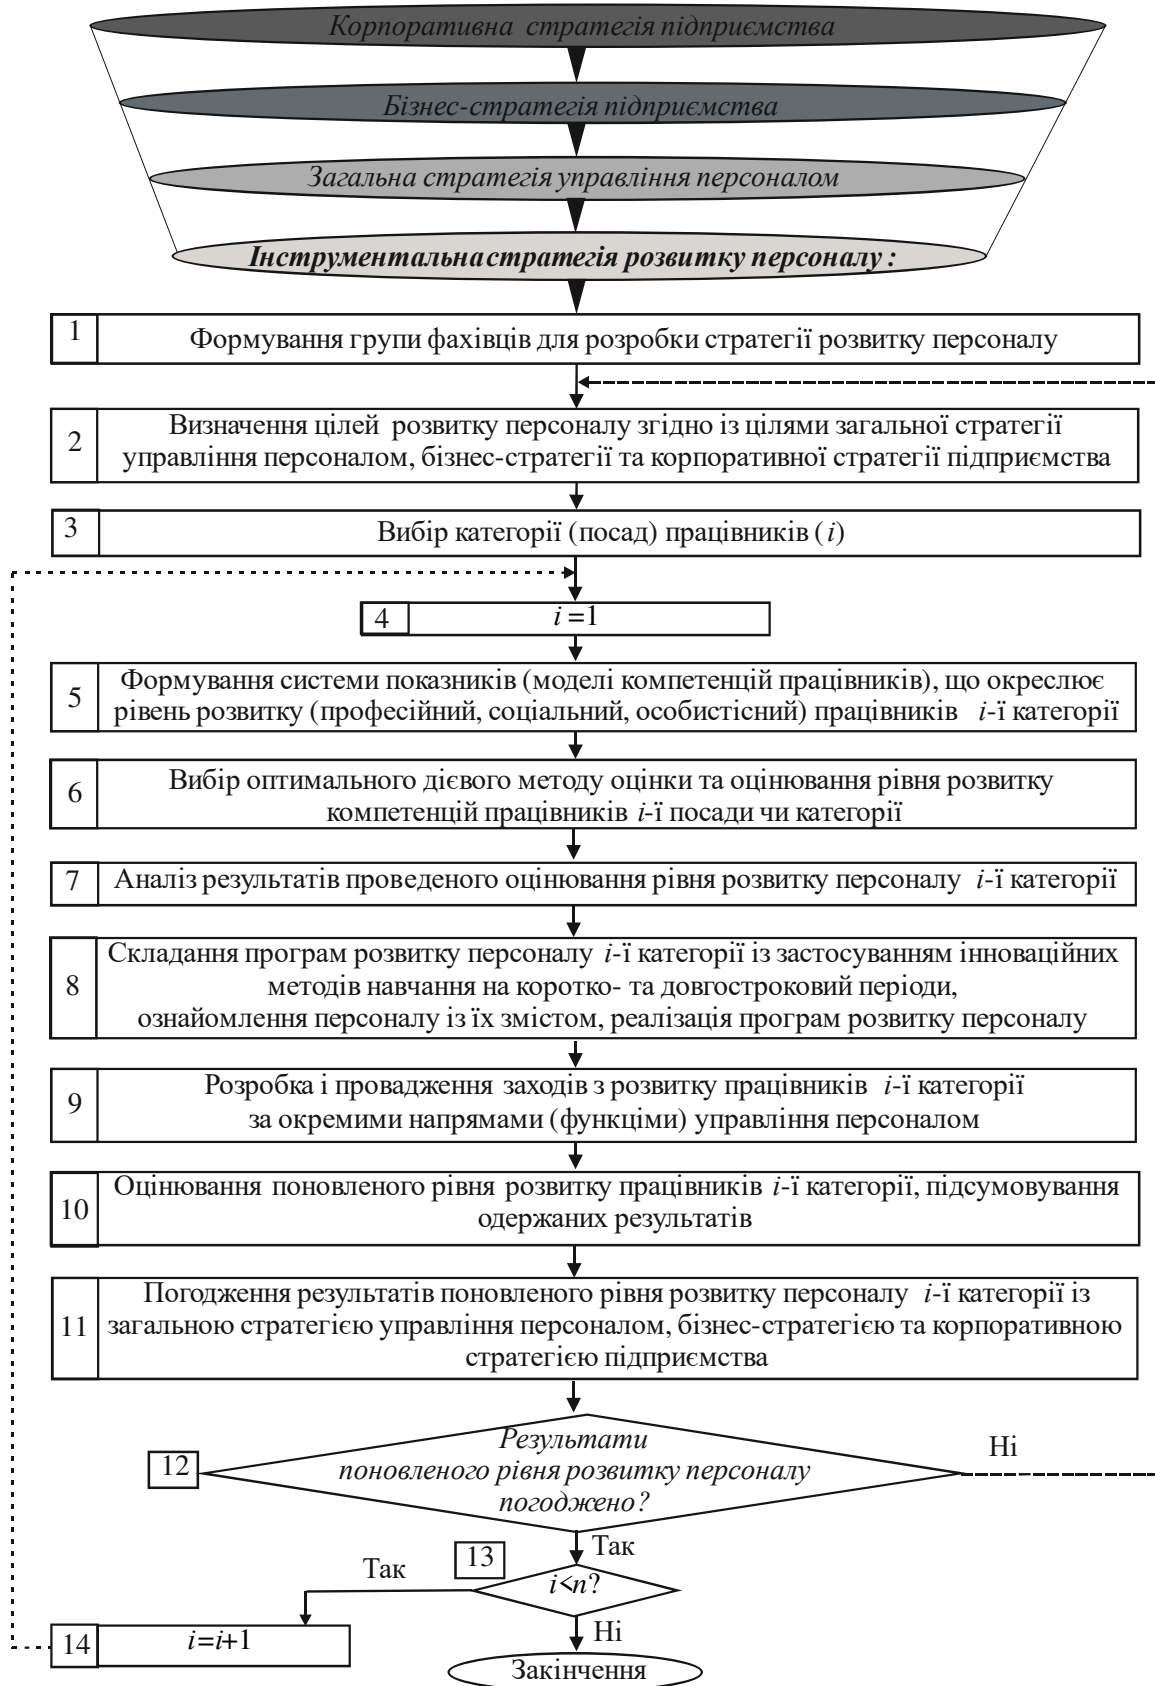 Корпоративна стратегія підприємства
Бізнес-стратегія підприємства
Загальна стратегія управління персоналом
Інструментальна стратегія розвитку персоналу :
1
Формування групи фахівців для розробки стратегії розвитку персоналу
2
Визначення цілей розвитку персоналу згідно із цілями загальної стратегії
управління персоналом, бізнес-стратегії та корпоративної стратегії підприємства
3
Вибір категорії (посад) працівників (i)
4
i =1
5
Формування системи показників (моделі компетенцій працівників), що окреслює
рівень розвитку (професійний, соціальний, особистісний) працівників i-ї категорії
6
Вибір оптимального дієвого методу оцінки та оцінювання рівня розвитку
компетенцій працівників i-ї посади чи категорії
7
Аналіз результатів проведеного оцінювання рівня розвитку персоналу i-ї категорії
8
Складання програм розвитку персоналу i-ї категорії із застосуванням інноваційних
методів навчання на коротко- та довгостроковий періоди,
ознайомлення персоналу із їх змістом, реалізація програм розвитку персоналу
9
Розробка і провадження заходів з розвитку працівників i-ї категорії
за окремими напрямами (функціми) управління персоналом
10
Оцінювання поновленого рівня розвитку працівників i-ї категорії, підсумовування
одержаних результатів
11
Погодження результатів поновленого рівня розвитку персоналу i-ї категорії із
загальною стратегією управління персоналом, бізнес-стратегією та корпоративною
стратегією підприємства
12
Результати
поновленого рівня розвитку персоналу
погоджено?
Ні
Так
13
i<n?
Так
Ні
14
i=i+1
Закінчення